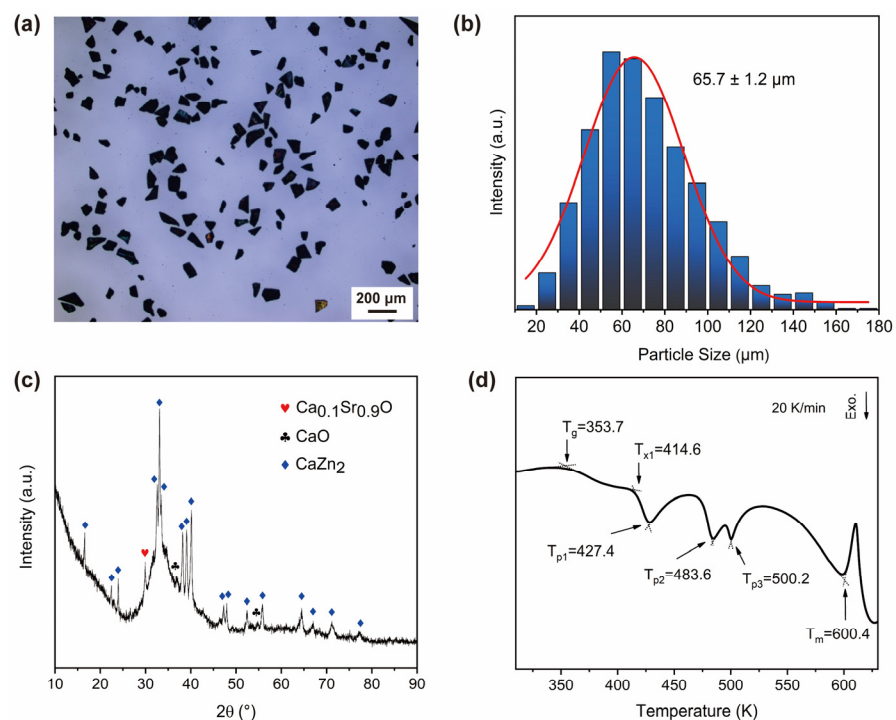 (a)
200 μm
(b)
65.7 ± 1.2 μm
Intensity (a.u.)
20 40 60 80 100 120 140 160 180
Particle Size (μm)
(c)
Ca0.1Sr0.9O
CaO
CaZn2
Intensity (a.u.)
10 20 30 40 50 60 70 80 90
2θ (°)
(d)
20 K/min
Exo.
Tg=353.7
Tx1=414.6
Tp1=427.4
Tp2=483.6
Tp3=500.2
Tm=600.4
Intensity (a.u.)
350 400 450 500 550 600
Temperature (K)